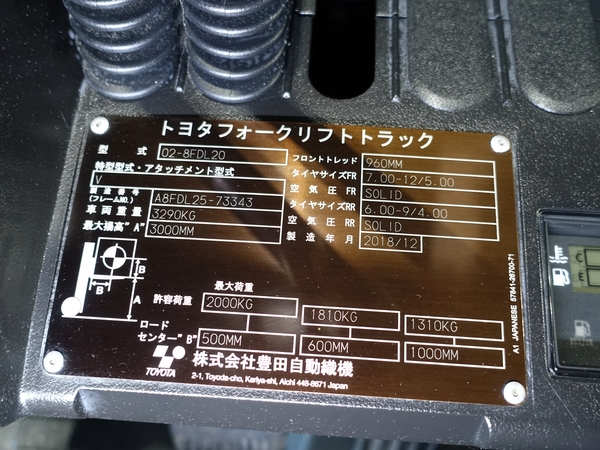 トヨタフォークリフトトラック
型式 02-8FDL20
特型型式・アタッチメント型式
V
製造番号 (フレームNO.) A8FDL25-73343
車両重量 3290KG
最大揚高"A" 3000MM
フロントトレッド 960MM
タイヤサイズFR 7.00-12/5.00
空気圧FR SOLID
タイヤサイズRR 6.00-9/4.00
空気圧RR SOLID
製造年月 2018/12
B
B
A
最大荷重
許容荷重 2000KG 1810KG 1310KG
ロードセンター"B" 500MM 600MM 1000MM
TOYOTA 株式会社豊田自動織機
2-1, Toyoda-cho, Kariya-shi, Aichi 448-8671 Japan
A1 JAPANESE 57841-26700-71
C
E